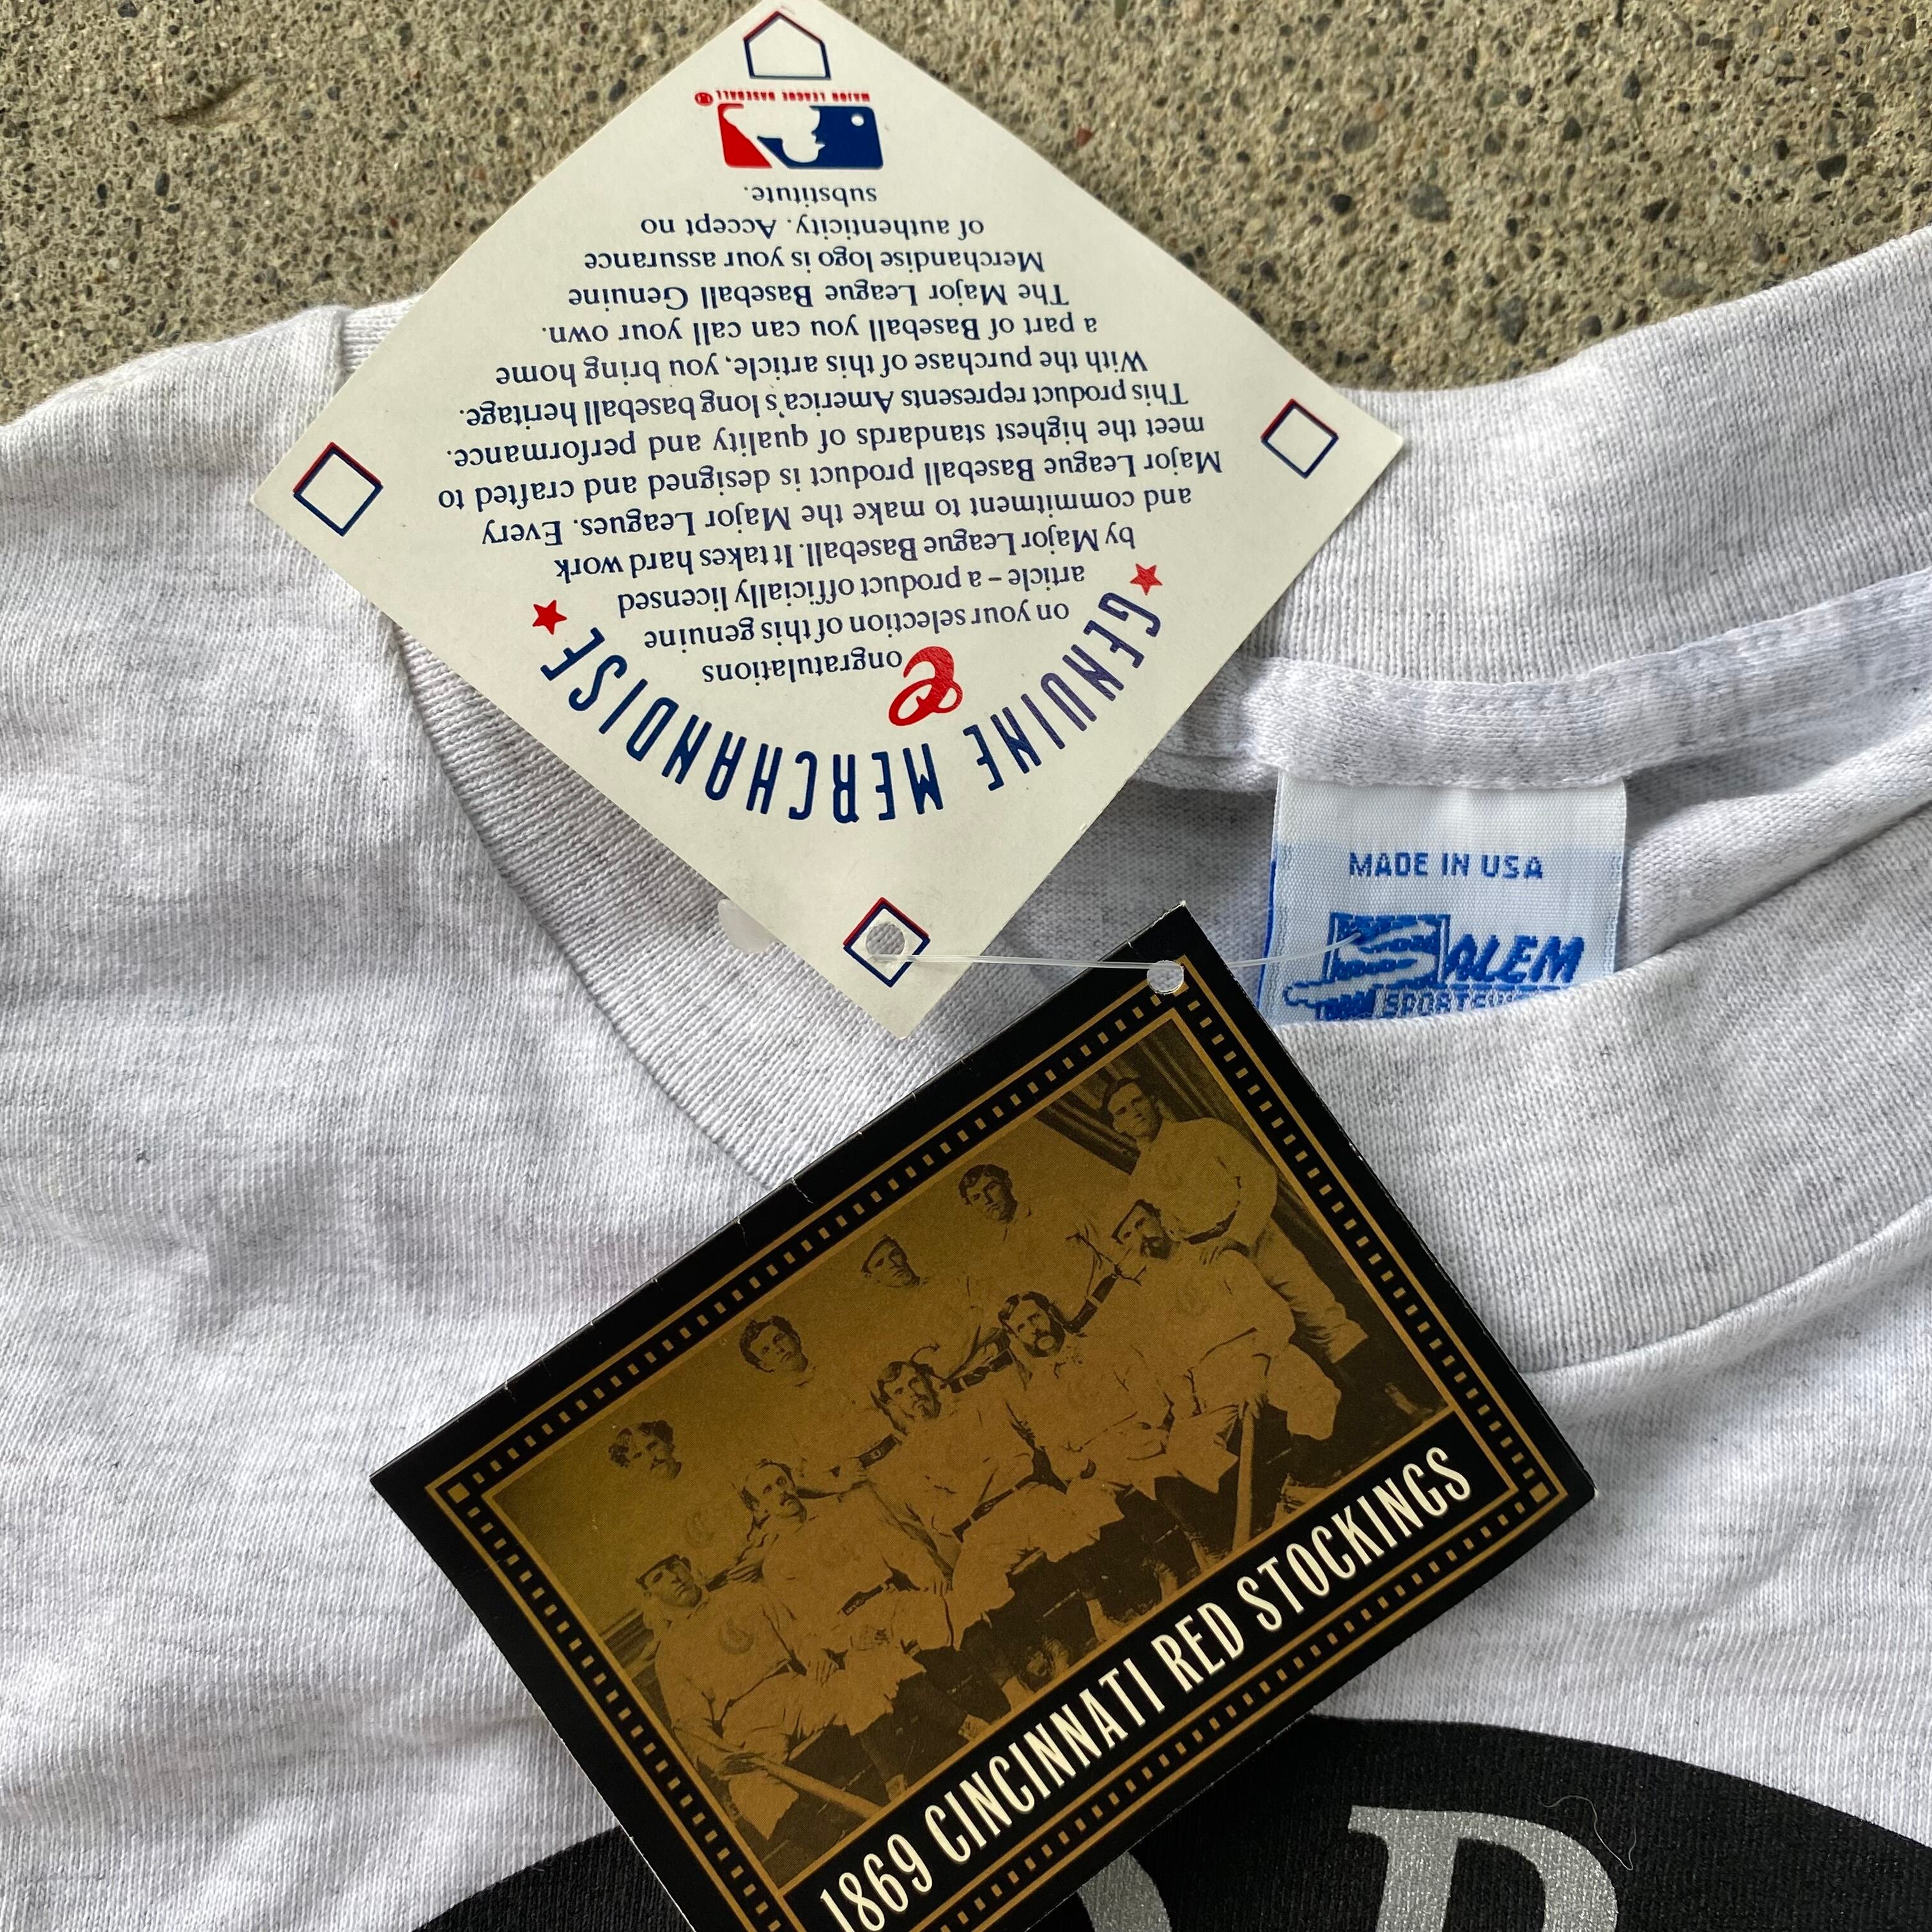 GENUINE MERCHANDISE
Congratulations
on your selection of this genuine
article – a product officially licensed
by Major League Baseball. It takes hard work
and commitment to make the Major Leagues. Every
Major League Baseball product is designed and crafted to
meet the highest standards of quality and performance.
This product represents America's long baseball heritage.
With the purchase of this article, you bring home
a part of Baseball you can call your own.
The Major League Baseball Genuine
Merchandise logo is your assurance
of authenticity. Accept no
substitute.
MAJOR LEAGUE BASEBALL ®
MADE IN USA
SALEM
1869 CINCINNATI RED STOCKINGS